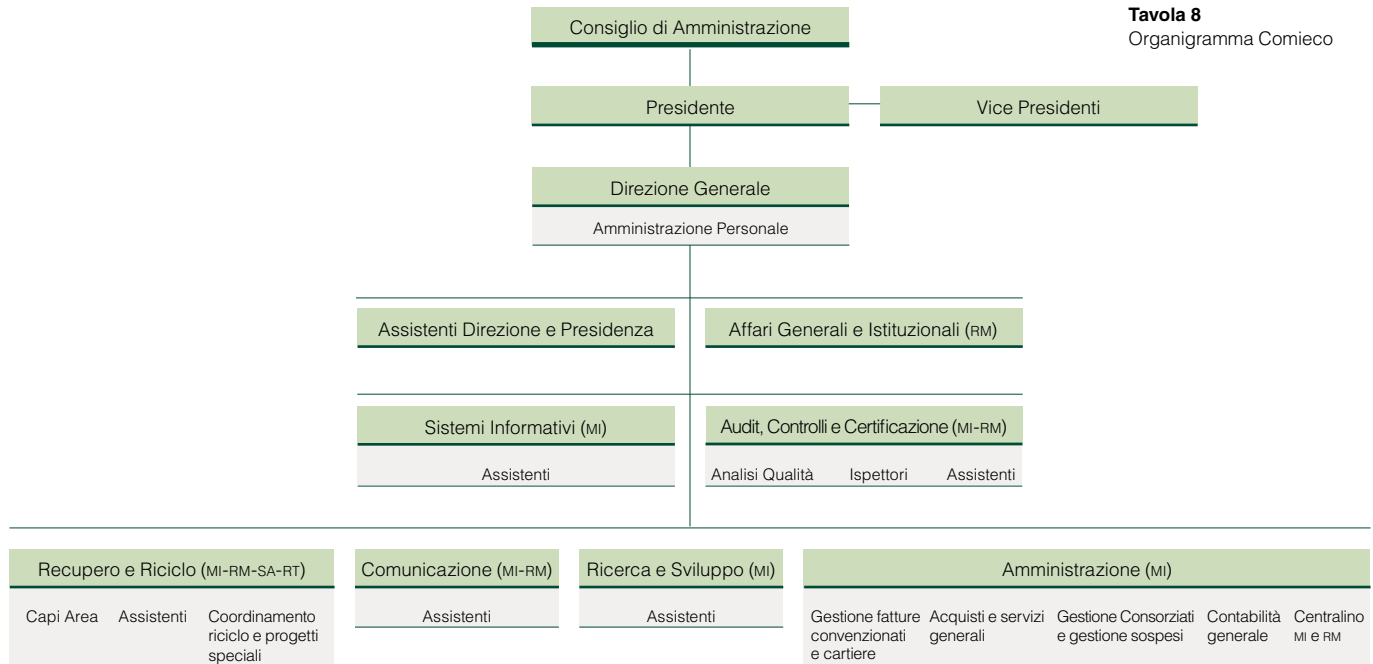 Tavola 8
Organigramma Comieco
Consiglio di Amministrazione
Presidente
Vice Presidenti
Direzione Generale
Amministrazione Personale
Assistenti Direzione e Presidenza
Affari Generali e Istituzionali (RM)
Sistemi Informativi (MI)
Assistenti
Audit, Controlli e Certificazione (MI-RM)
Analisi Qualità
Ispettori
Assistenti
Recupero e Riciclo (MI-RM-SA-RT)
Capi Area
Assistenti
Coordinamento
riciclo e progetti
speciali
Comunicazione (MI-RM)
Assistenti
Ricerca e Sviluppo (MI)
Assistenti
Amministrazione (MI)
Gestione fatture
convenzionati
e cartiere
Acquisti e servizi
generali
Gestione Consorziati
e gestione sospesi
Contabilità
generale
Centralino
MI e RM